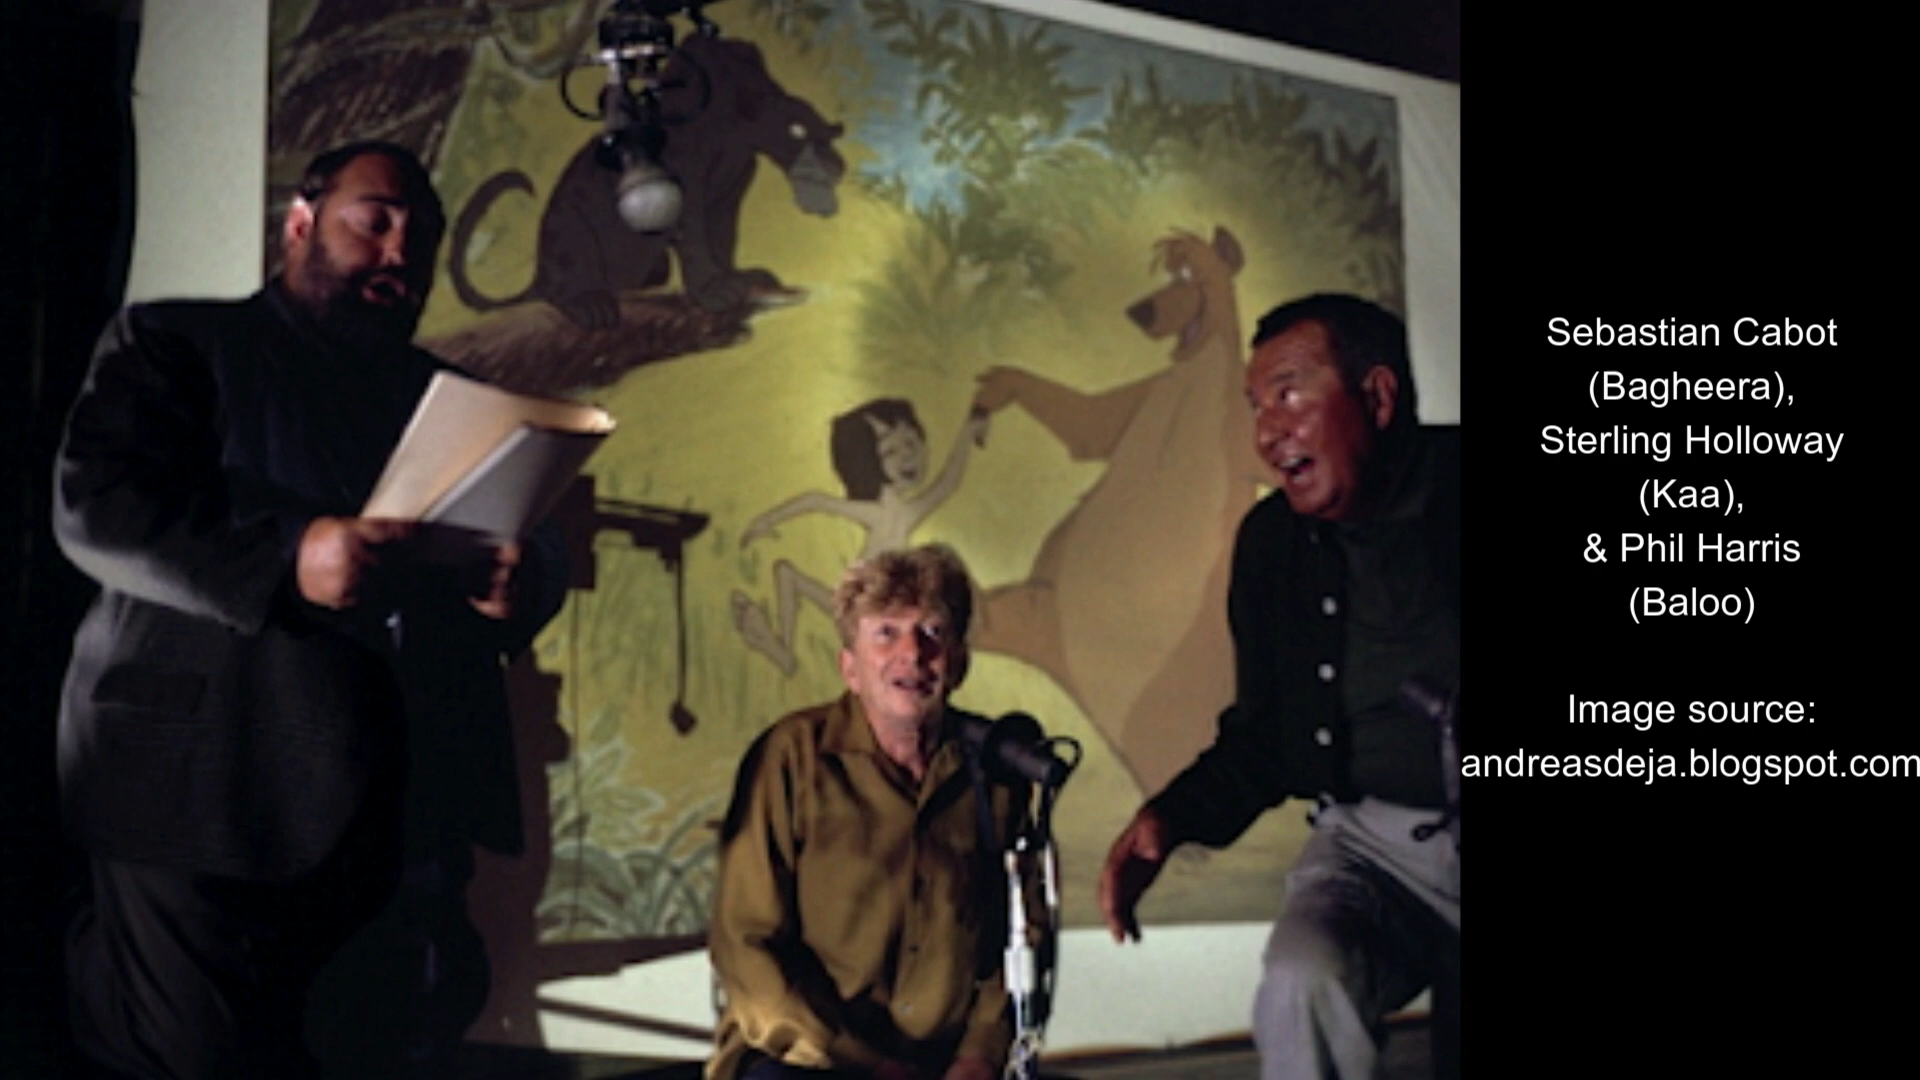 Sebastian Cabot
(Bagheera),
Sterling Holloway
(Kaa),
& Phil Harris
(Baloo)
Image source:
andreasdeja.blogspot.com